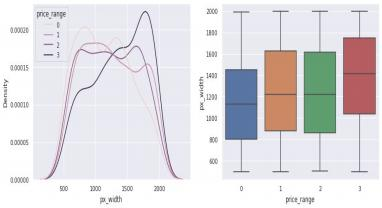 price_range
0
1
2
3
Density
0.00020
0.00015
0.00010
0.00005
0.00000
500 1000 1500 2000
px_width
px_width
2000
1800
1600
1400
1200
1000
800
600
0 1 2 3
price_range